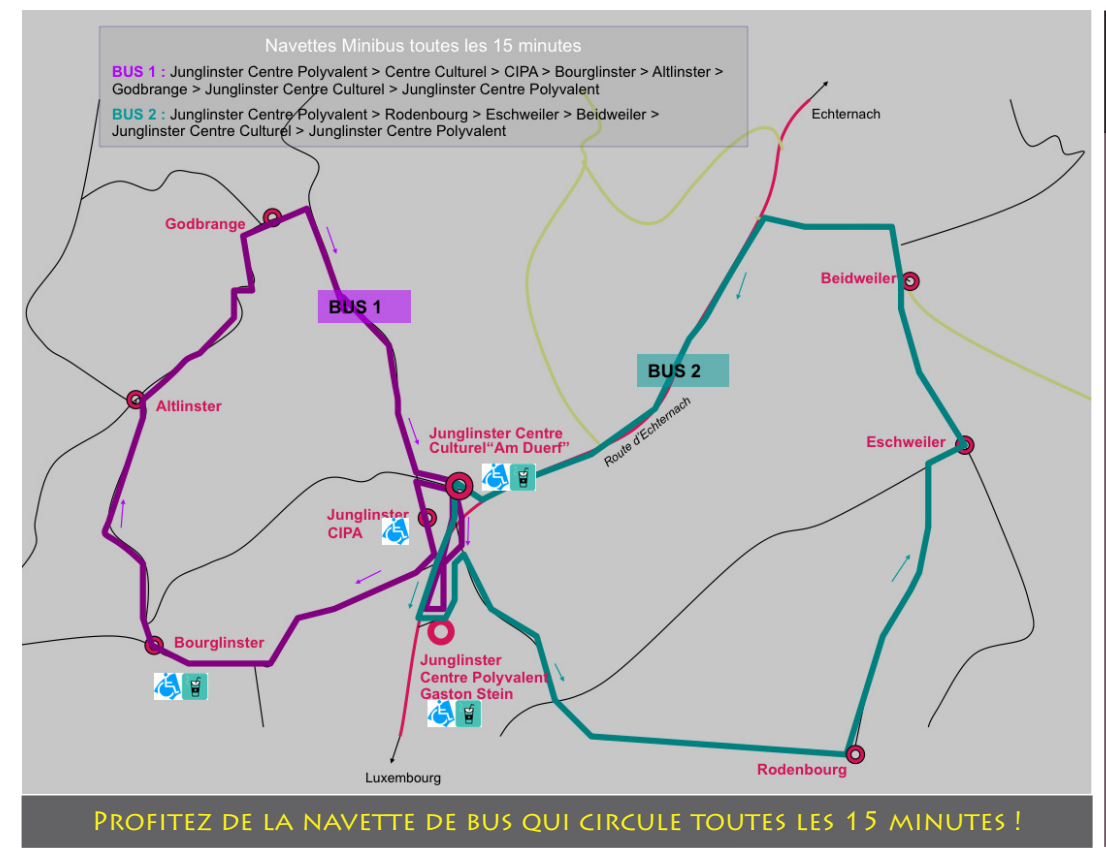 Navettes Minibus toutes les 15 minutes
BUS 1 : Junglinster Centre Polyvalent > Centre Culturel > CIPA > Bourglinster > Altlinster >
Godbrange > Junglinster Centre Culturel > Junglinster Centre Polyvalent
BUS 2 : Junglinster Centre Polyvalent > Rodenbourg > Eschweiler > Beidweiler >
Junglinster Centre Culturel > Junglinster Centre Polyvalent
Echternach
Godbrange
Beidweiler
BUS 1
BUS 2
Altlinster
Route d'Echternach
Junglinster Centre
Culturel“Am Duerf”
Eschweiler
Junglinster
CIPA
Bourglinster
Junglinster
Centre Polyvalent
Gaston Stein
Rodenbourg
Luxembourg
PROFITEZ DE LA NAVETTE DE BUS QUI CIRCULE TOUTES LES 15 MINUTES !